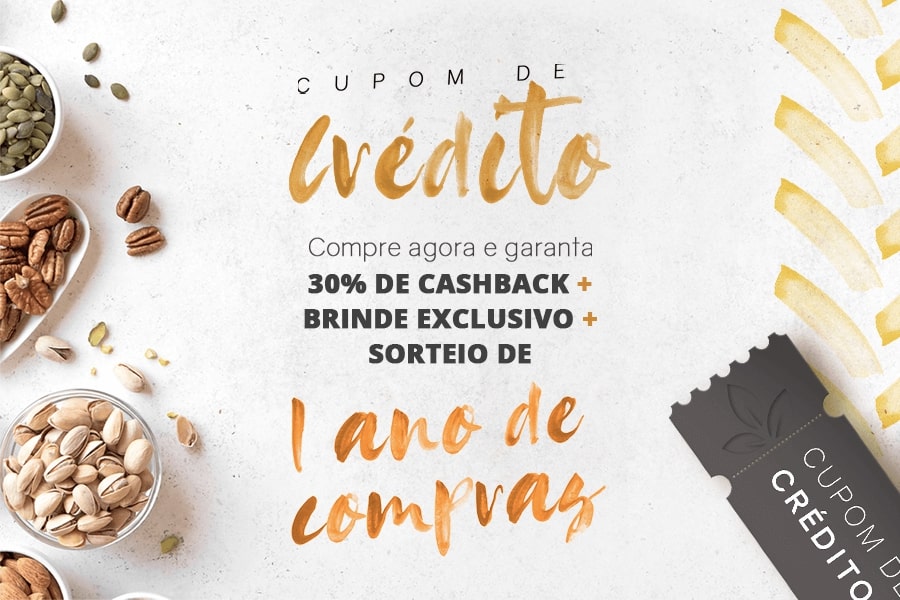 CUPOM DE
Crédito
Compre agora e garanta
30% DE CASHBACK +
BRINDE EXCLUSIVO +
SORTEIO DE
1 ano de
compras
CUPOM DE
CRÉDITO